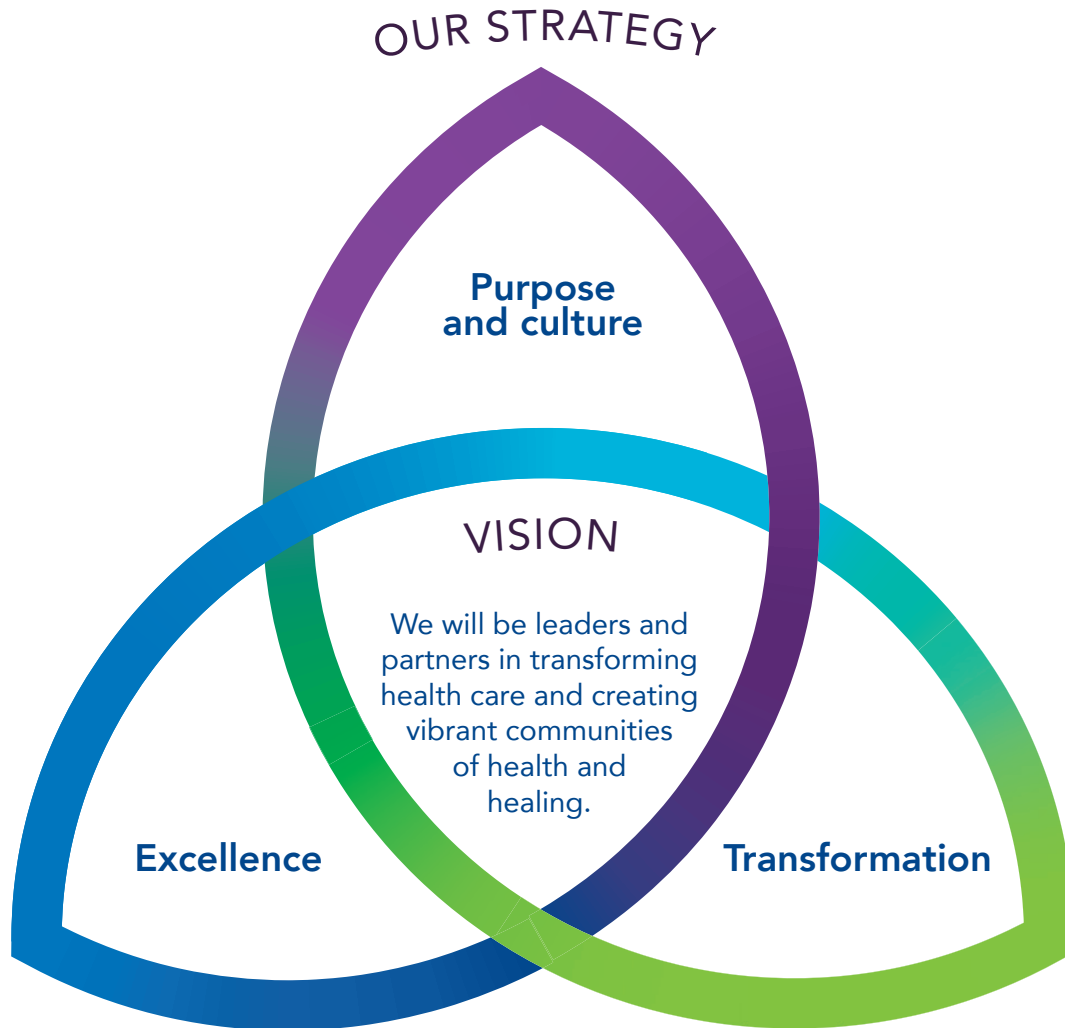 OUR STRATEGY
Purpose
and culture
VISION
We will be leaders and
partners in transforming
health care and creating
vibrant communities
of health and
healing.
Excellence
Transformation